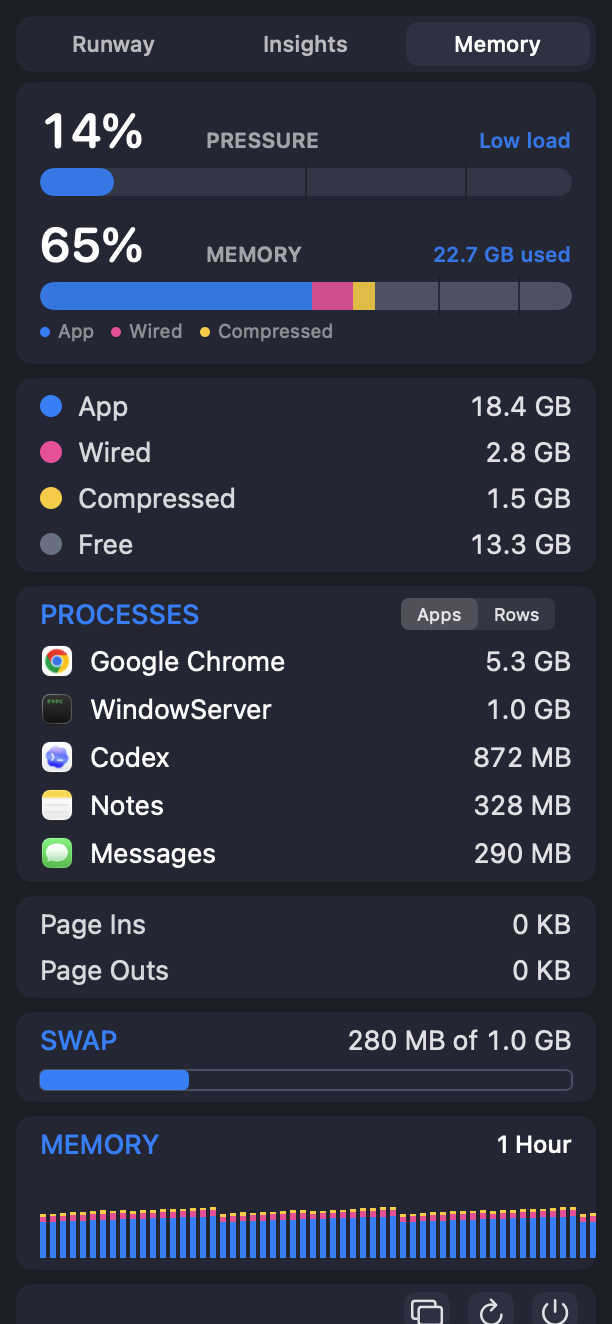 Runway Insights Memory
14% PRESSURE Low load
65% MEMORY 22.7 GB used
App Wired Compressed
App 18.4 GB
Wired 2.8 GB
Compressed 1.5 GB
Free 13.3 GB
PROCESSES Apps Rows
Google Chrome 5.3 GB
exec
WindowServer 1.0 GB
Codex 872 MB
Notes 328 MB
Messages 290 MB
Page Ins 0 KB
Page Outs 0 KB
SWAP 280 MB of 1.0 GB
MEMORY 1 Hour